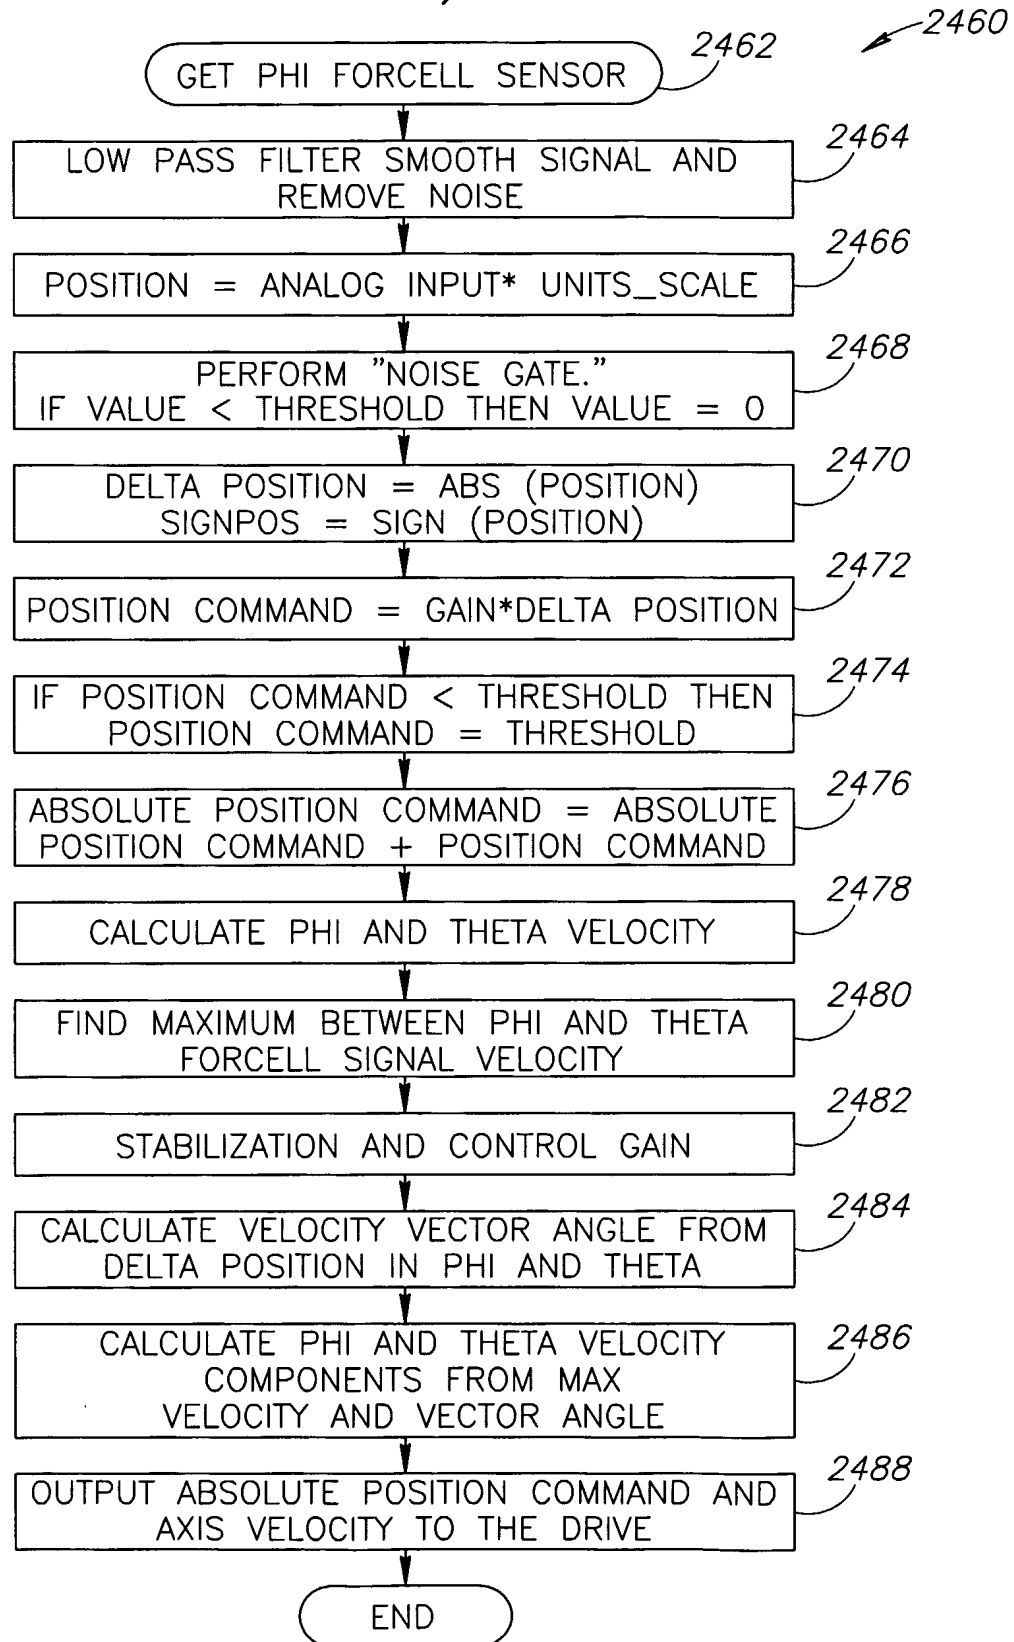 2460
GET PHI FORCELL SENSOR
2462
LOW PASS FILTER SMOOTH SIGNAL AND
REMOVE NOISE
2464
POSITION = ANALOG INPUT* UNITS_SCALE
2466
PERFORM "NOISE GATE."
IF VALUE < THRESHOLD THEN VALUE = 0
2468
DELTA POSITION = ABS (POSITION)
SIGNPOS = SIGN (POSITION)
2470
POSITION COMMAND = GAIN*DELTA POSITION
2472
IF POSITION COMMAND < THRESHOLD THEN
POSITION COMMAND = THRESHOLD
2474
ABSOLUTE POSITION COMMAND = ABSOLUTE
POSITION COMMAND + POSITION COMMAND
2476
CALCULATE PHI AND THETA VELOCITY
2478
FIND MAXIMUM BETWEEN PHI AND THETA
FORCELL SIGNAL VELOCITY
2480
STABILIZATION AND CONTROL GAIN
2482
CALCULATE VELOCITY VECTOR ANGLE FROM
DELTA POSITION IN PHI AND THETA
2484
CALCULATE PHI AND THETA VELOCITY
COMPONENTS FROM MAX
VELOCITY AND VECTOR ANGLE
2486
OUTPUT ABSOLUTE POSITION COMMAND AND
AXIS VELOCITY TO THE DRIVE
2488
END